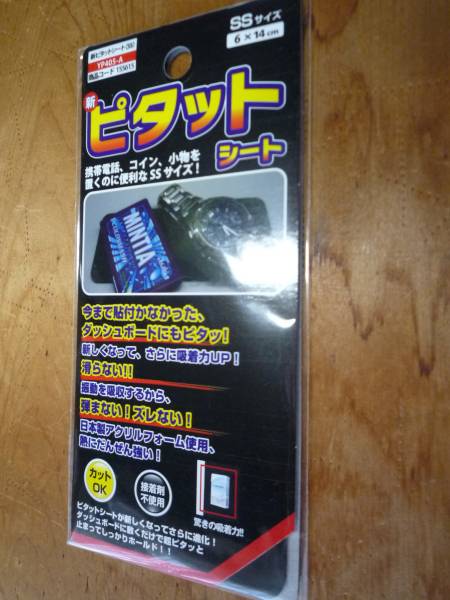 新ピタットシート(SS)
YP405-A
商品コード 155615
SSサイズ
6×14cm
新
ピタット
シート
携帯電話、コイン、小物を
置くのに便利なSSサイズ!
MINTIA
今まで貼付かなかった、
ダッシュボードにもピタッ!
新しくなって、さらに吸着力UP!
滑らない!!
振動を吸収するから、
弾まない!ズレない!
日本製アクリルフォーム使用、
熱にだんぜん強い!
カット
OK
接着剤
不使用
驚きの吸着力!!
ピタットシートが新しくなってさらに進化!
ダッシュボードに敷くだけで超ピタッと
止まってしっかりホールド!!